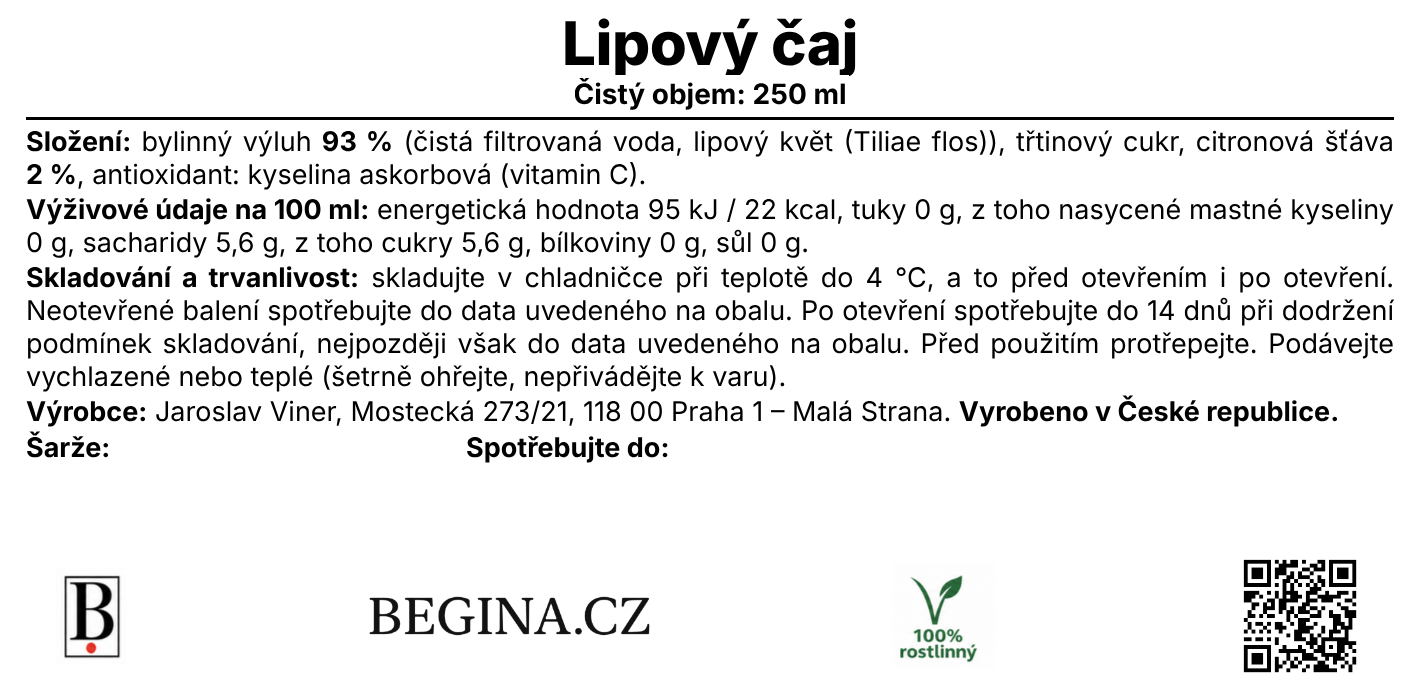 Lipový čaj
Čistý objem: 250 ml
Složení: bylinný výluh 93 % (čistá filtrovaná voda, lipový květ (Tiliae flos)), třtinový cukr, citronová šťáva
2 %, antioxidant: kyselina askorbová (vitamin C).
Výživové údaje na 100 ml: energetická hodnota 95 kJ / 22 kcal, tuky 0 g, z toho nasycené mastné kyseliny
0 g, sacharidy 5,6 g, z toho cukry 5,6 g, bílkoviny 0 g, sůl 0 g.
Skladování a trvanlivost: skladujte v chladničce při teplotě do 4 °C, a to před otevřením i po otevření.
Neotevřené balení spotřebujte do data uvedeného na obalu. Po otevření spotřebujte do 14 dnů při dodržení
podmínek skladování, nejpozději však do data uvedeného na obalu. Před použitím protřepejte. Podávejte
vychlazené nebo teplé (šetrně ohřejte, nepřivádějte k varu).
Výrobce: Jaroslav Viner, Mostecká 273/21, 118 00 Praha 1 – Malá Strana. Vyrobeno v České republice.
Šarže: Spotřebujte do:
B
BEGINA.CZ
100%
rostlinný